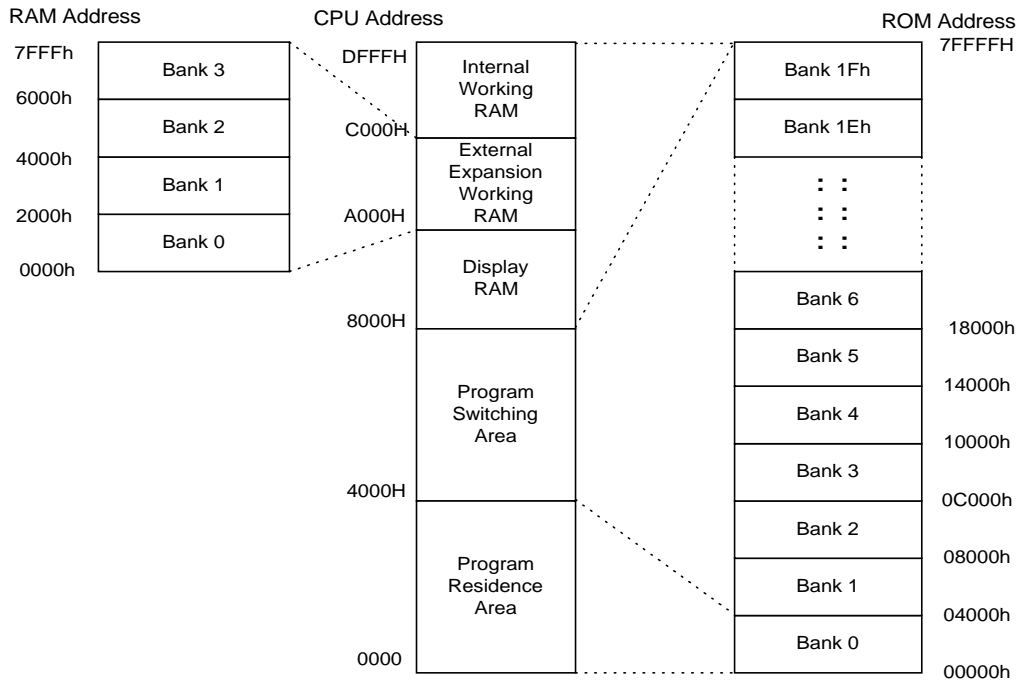 RAM Address
7FFFh
Bank 3
6000h
Bank 2
4000h
Bank 1
2000h
Bank 0
0000h
CPU Address
DFFFH
Internal
Working
RAM
C000H
External
Expansion
Working
RAM
A000H
Display
RAM
8000H
Program
Switching
Area
4000H
Program
Residence
Area
0000
ROM Address
7FFFFH
Bank 1Fh
Bank 1Eh
: :
: :
: :
Bank 6
18000h
Bank 5
14000h
Bank 4
10000h
Bank 3
0C000h
Bank 2
08000h
Bank 1
04000h
Bank 0
00000h